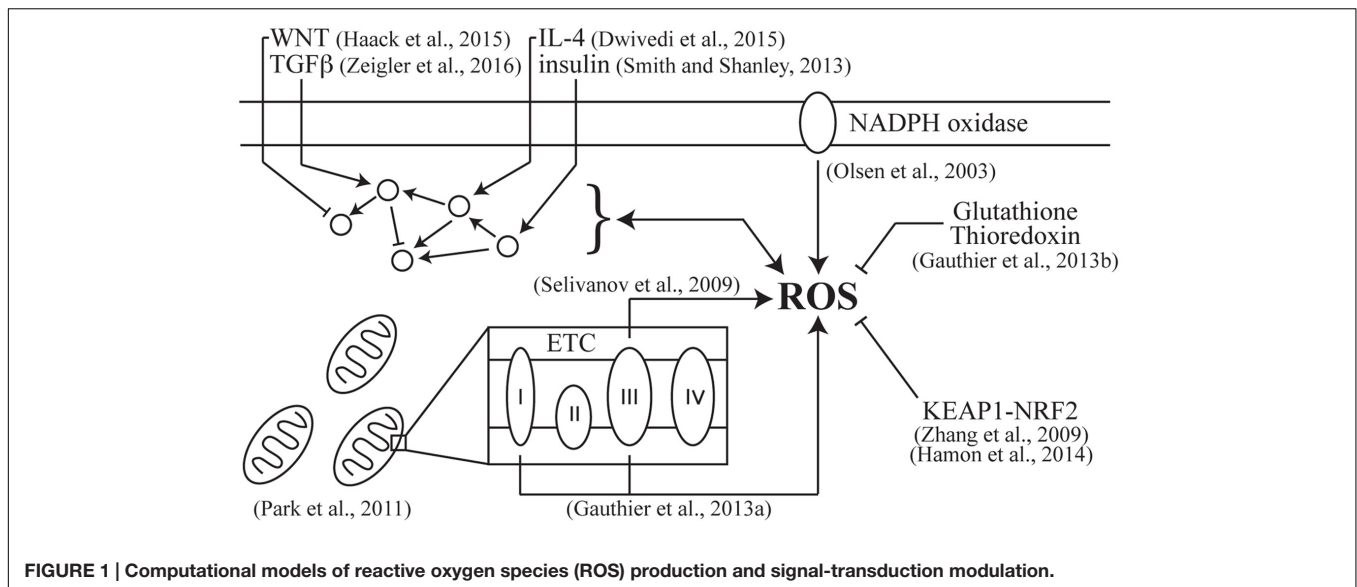 WNT (Haack et al., 2015)
TGFβ (Zeigler et al., 2016)
IL-4 (Dwivedi et al., 2015)
insulin (Smith and Shanley, 2013)
NADPH oxidase
(Olsen et al., 2003)
Glutathione
Thioredoxin
(Gauthier et al., 2013b)
(Selivanov et al., 2009)
ROS
ETC
I
II
III
IV
KEAP1-NRF2
(Zhang et al., 2009)
(Hamon et al., 2014)
(Park et al., 2011)
(Gauthier et al., 2013a)
FIGURE 1 | Computational models of reactive oxygen species (ROS) production and signal-transduction modulation.